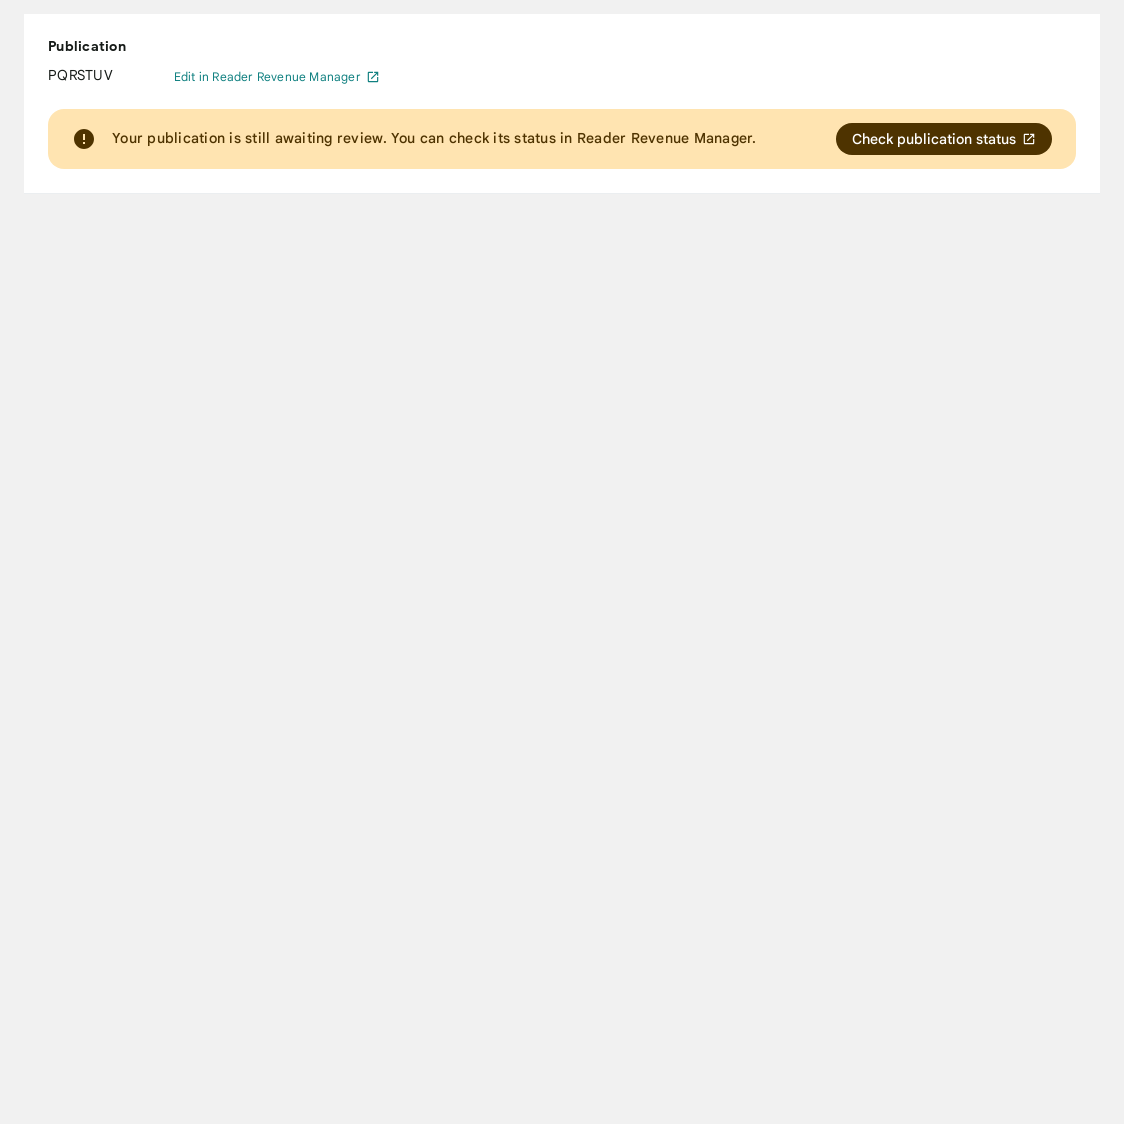 Publication
PQRSTUV
Edit in Reader Revenue Manager
Your publication is still awaiting review. You can check its status in Reader Revenue Manager.
Check publication status